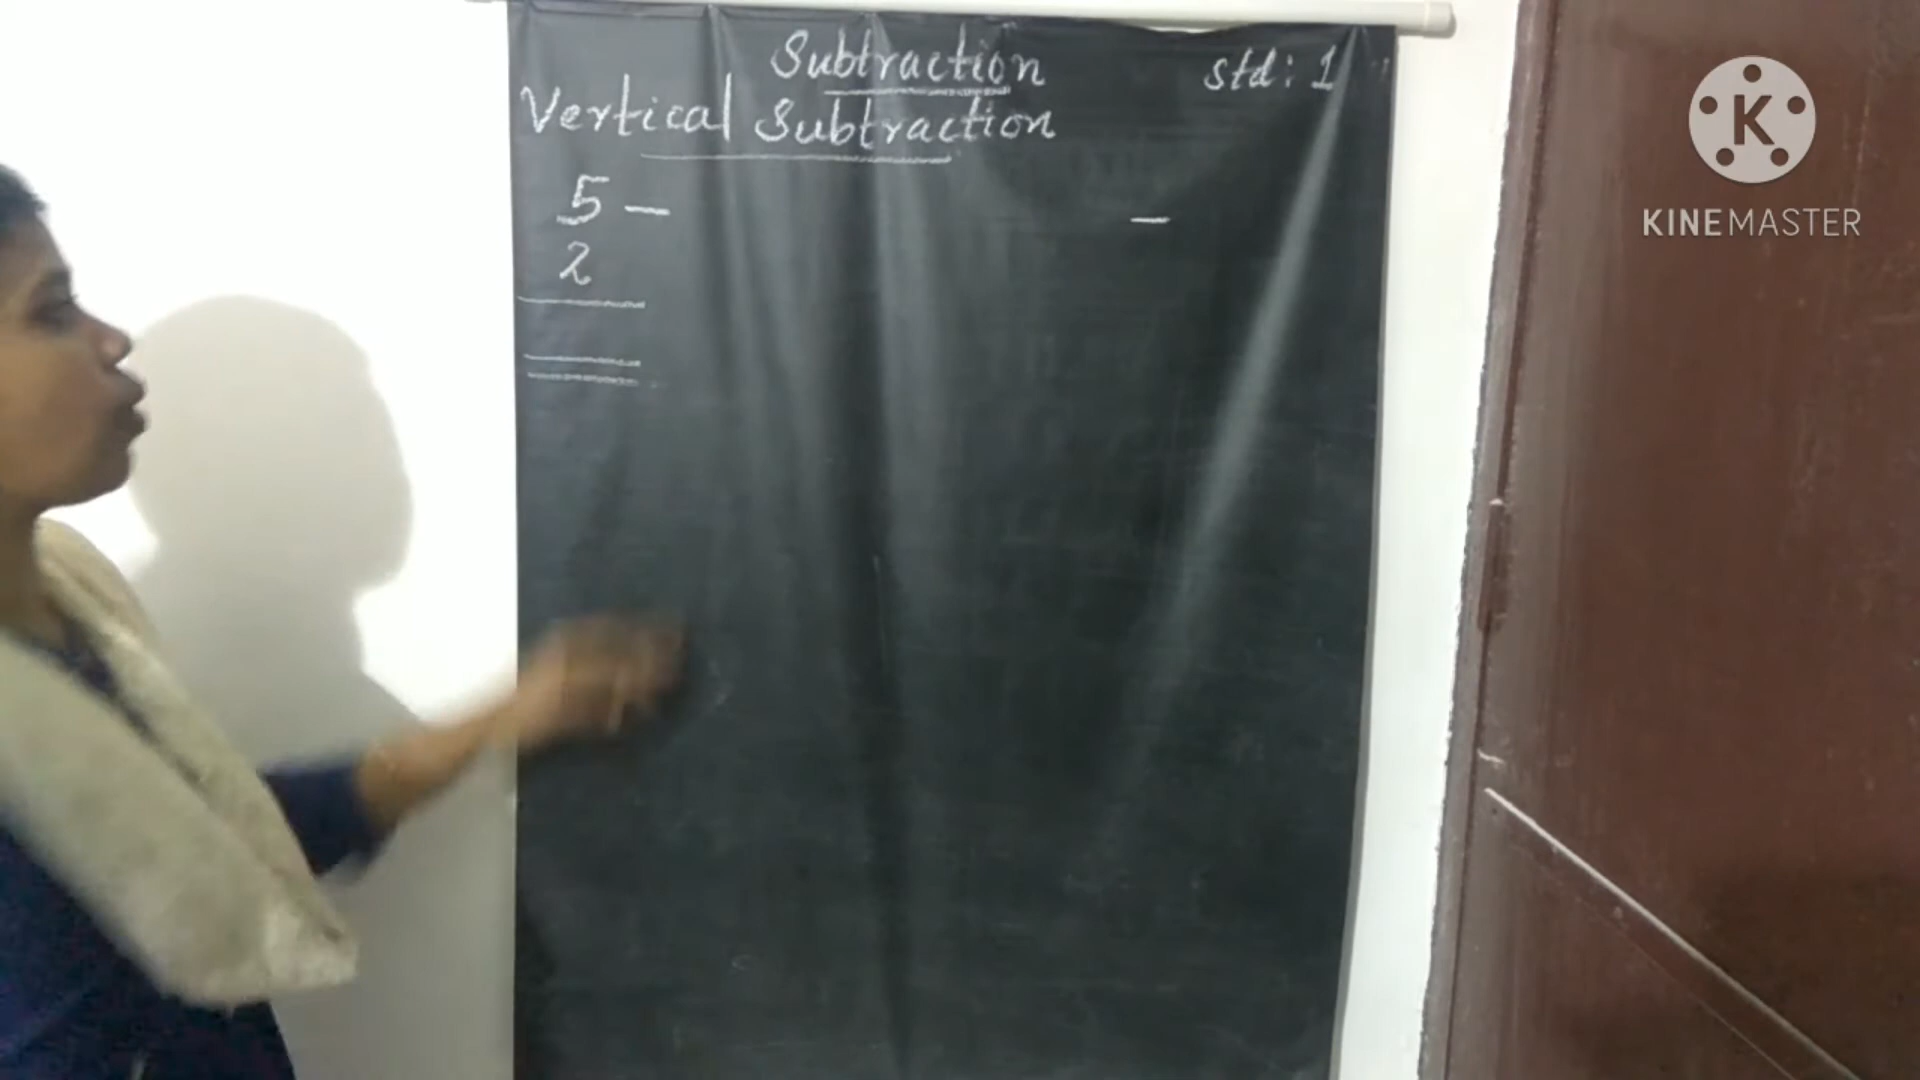 Subtraction
std: 1
Vertical Subtraction
5 — —
2
K
KINEMASTER